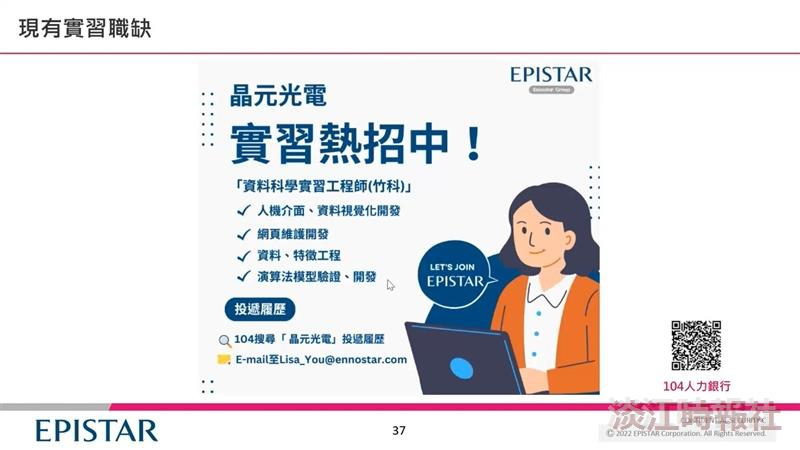 現有實習職缺
EPISTAR
Ennostar Group
晶元光電
實習熱招中！
「資料科學實習工程師(竹科)」
人機介面、資料視覺化開發
網頁維護開發
資料、特徵工程
演算法模型驗證、開發
LET'S JOIN
EPISTAR
投遞履歷
104搜尋「 晶元光電」投遞履歷
E-mail至Lisa_You@ennostar.com
104人力銀行
淡江時報社
EPISTAR
37
© 2022 EPISTAR Corporation. All Rights Reserved.